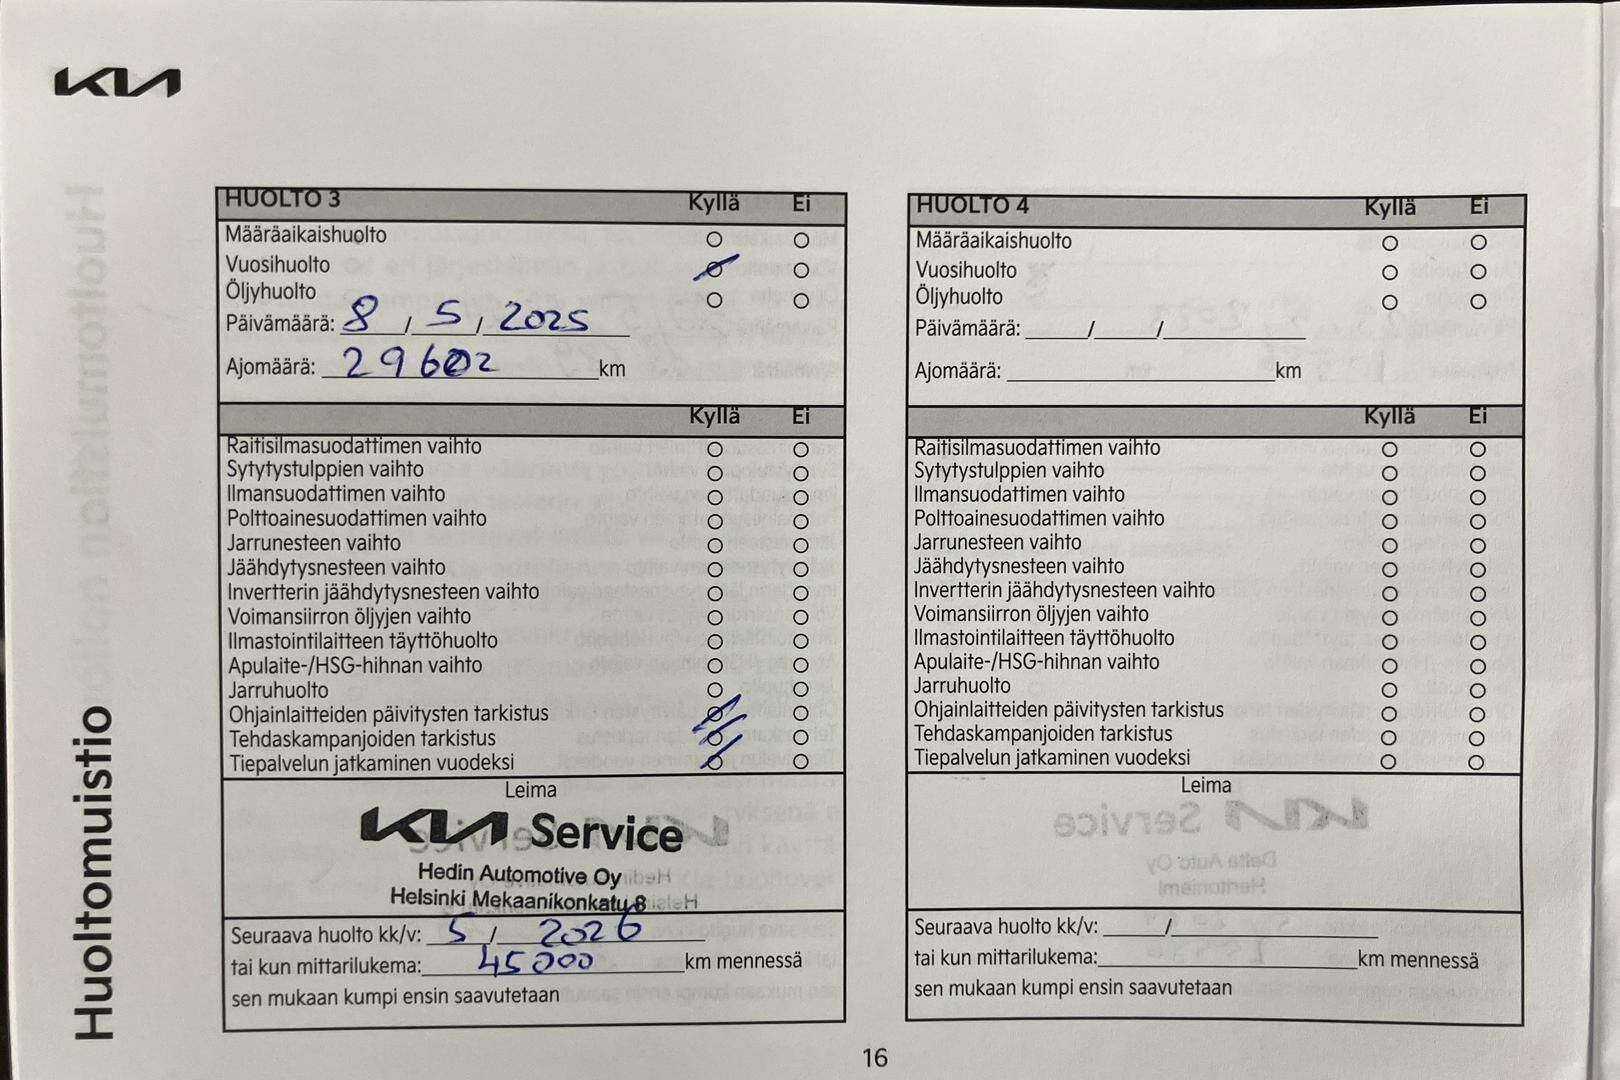 KIA
Huoltomuistio
HUOLTO 3 Kyllä Ei
Määräaikaishuolto
Vuosihuolto
Öljyhuolto
Päivämäärä: 8 / 5 / 2025
Ajomäärä: 29602 km
Kyllä Ei
Raitisilmasuodattimen vaihto
Sytytystulppien vaihto
Ilmansuodattimen vaihto
Polttoainesuodattimen vaihto
Jarrunesteen vaihto
Jäähdytysnesteen vaihto
Invertterin jäähdytysnesteen vaihto
Voimansiirron öljyjen vaihto
Ilmastointilaitteen täyttöhuolto
Apulaite-/HSG-hihnan vaihto
Jarruhuolto
Ohjainlaitteiden päivitysten tarkistus
Tehdaskampanjoiden tarkistus
Tiepalvelun jatkaminen vuodeksi
Leima
KIA Service
Hedin Automotive Oy
Helsinki Mekaanikonkatu 8
Seuraava huolto kk/v: 5 / 2026
tai kun mittarilukema: 45000 km mennessä
sen mukaan kumpi ensin saavutetaan
HUOLTO 4 Kyllä Ei
Määräaikaishuolto
Vuosihuolto
Öljyhuolto
Päivämäärä: ____/____/________
Ajomäärä: ________ km
Kyllä Ei
Raitisilmasuodattimen vaihto
Sytytystulppien vaihto
Ilmansuodattimen vaihto
Polttoainesuodattimen vaihto
Jarrunesteen vaihto
Jäähdytysnesteen vaihto
Invertterin jäähdytysnesteen vaihto
Voimansiirron öljyjen vaihto
Ilmastointilaitteen täyttöhuolto
Apulaite-/HSG-hihnan vaihto
Jarruhuolto
Ohjainlaitteiden päivitysten tarkistus
Tehdaskampanjoiden tarkistus
Tiepalvelun jatkaminen vuodeksi
Leima
Seuraava huolto kk/v: ____/________
tai kun mittarilukema: ________ km mennessä
sen mukaan kumpi ensin saavutetaan
16